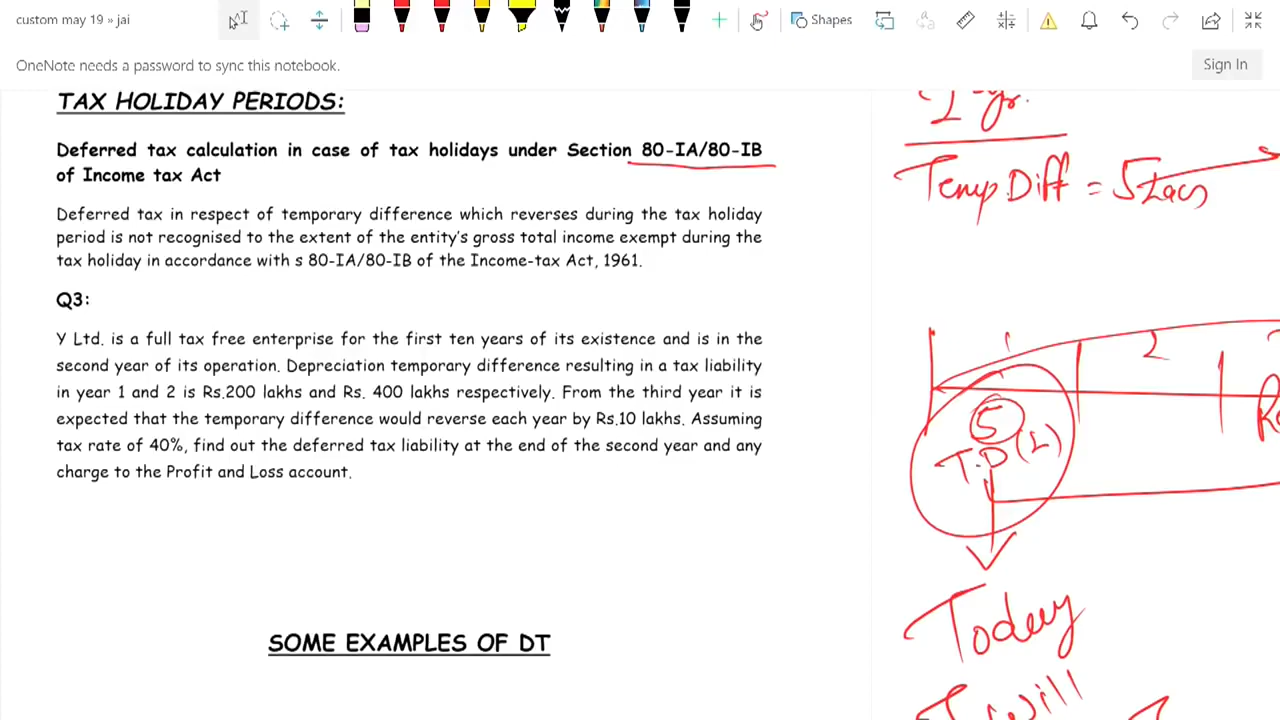 custom may 19 » jai
Shapes
OneNote needs a password to sync this notebook.
Sign In
TAX HOLIDAY PERIODS:
Deferred tax calculation in case of tax holidays under Section 80-IA/80-IB
of Income tax Act
Deferred tax in respect of temporary difference which reverses during the tax holiday
period is not recognised to the extent of the entity's gross total income exempt during the
tax holiday in accordance with s 80-IA/80-IB of the Income-tax Act, 1961.
Q3:
Y Ltd. is a full tax free enterprise for the first ten years of its existence and is in the
second year of its operation. Depreciation temporary difference resulting in a tax liability
in year 1 and 2 is Rs.200 lakhs and Rs. 400 lakhs respectively. From the third year it is
expected that the temporary difference would reverse each year by Rs.10 lakhs. Assuming
tax rate of 40%, find out the deferred tax liability at the end of the second year and any
charge to the Profit and Loss account.
SOME EXAMPLES OF DT
yr.
Temp Diff = 5 Lacs
1 2
5
T.D (L)
Today
I will